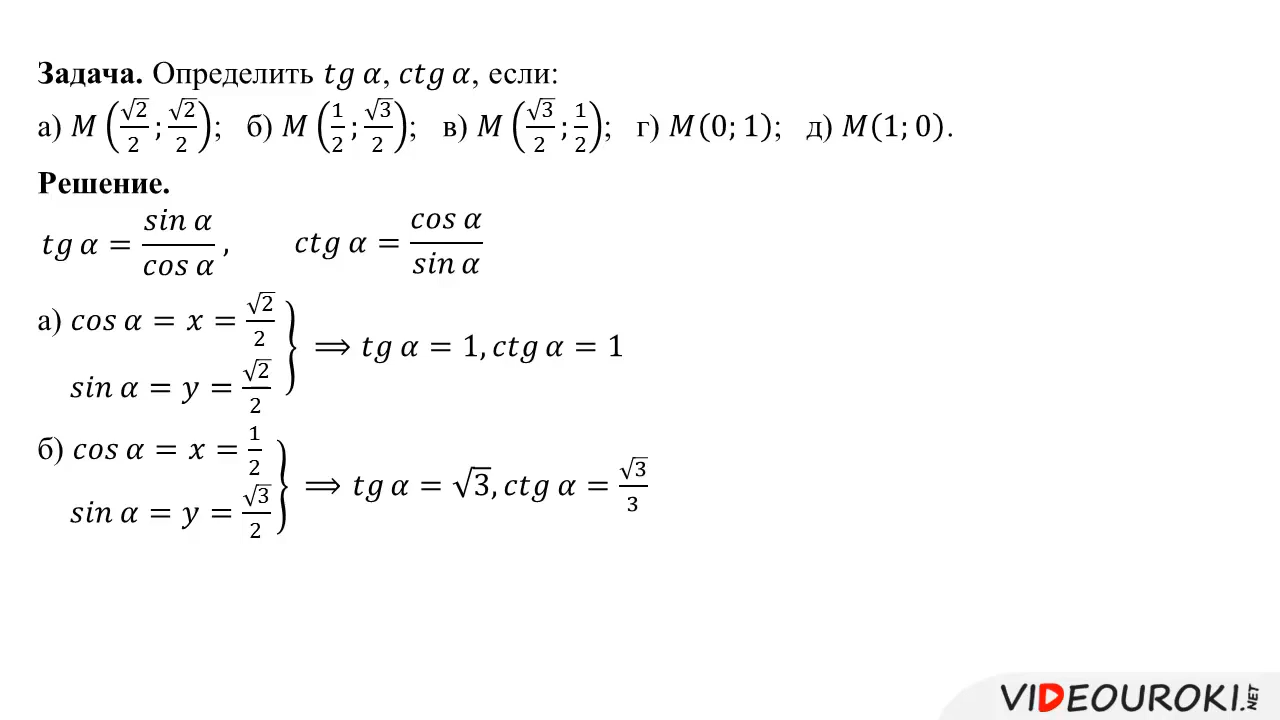 Задача. Определить tg α, ctg α, если:
а) M (√2/2; √2/2); б) M (1/2; √3/2); в) M (√3/2; 1/2); г) M(0; 1); д) M(1; 0).
Решение.
tg α = sin α/cos α, ctg α = cos α/sin α
а) cos α = x = √2/2
sin α = y = √2/2 } ⟹ tg α = 1, ctg α = 1
б) cos α = x = 1/2
sin α = y = √3/2 } ⟹ tg α = √3, ctg α = √3/3
VIDEOUROKI.NET